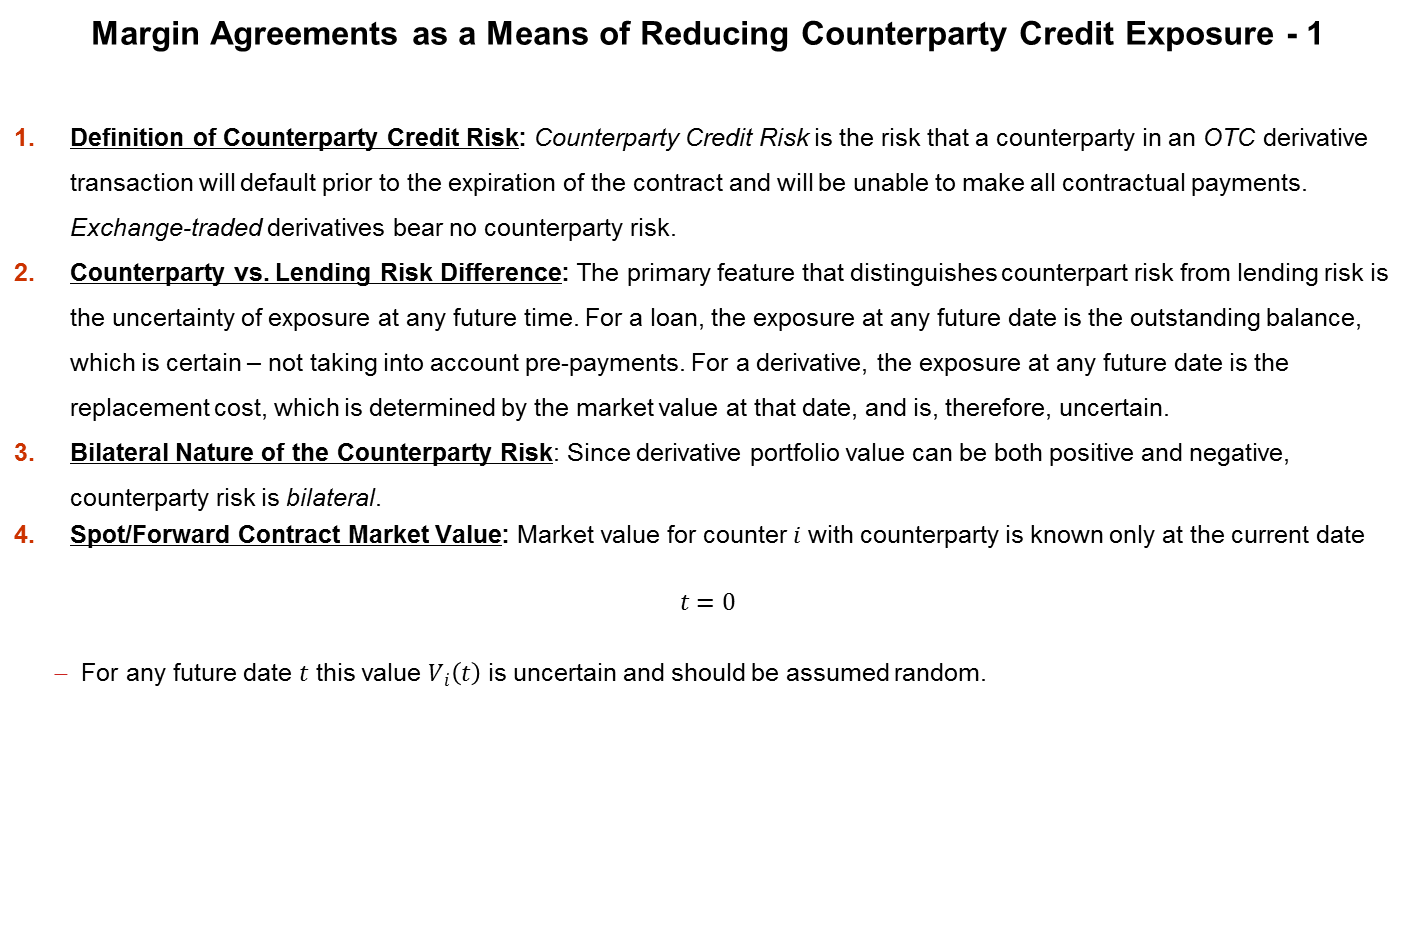 Margin Agreements as a Means of Reducing Counterparty Credit Exposure - 1
1. Definition of Counterparty Credit Risk: Counterparty Credit Risk is the risk that a counterparty in an OTC derivative
transaction will default prior to the expiration of the contract and will be unable to make all contractual payments.
Exchange-traded derivatives bear no counterparty risk.
2. Counterparty vs. Lending Risk Difference: The primary feature that distinguishes counterpart risk from lending risk is
the uncertainty of exposure at any future time. For a loan, the exposure at any future date is the outstanding balance,
which is certain – not taking into account pre-payments. For a derivative, the exposure at any future date is the
replacement cost, which is determined by the market value at that date, and is, therefore, uncertain.
3. Bilateral Nature of the Counterparty Risk: Since derivative portfolio value can be both positive and negative,
counterparty risk is bilateral.
4. Spot/Forward Contract Market Value: Market value for counter i with counterparty is known only at the current date
t = 0
– For any future date t this value V_i(t) is uncertain and should be assumed random.